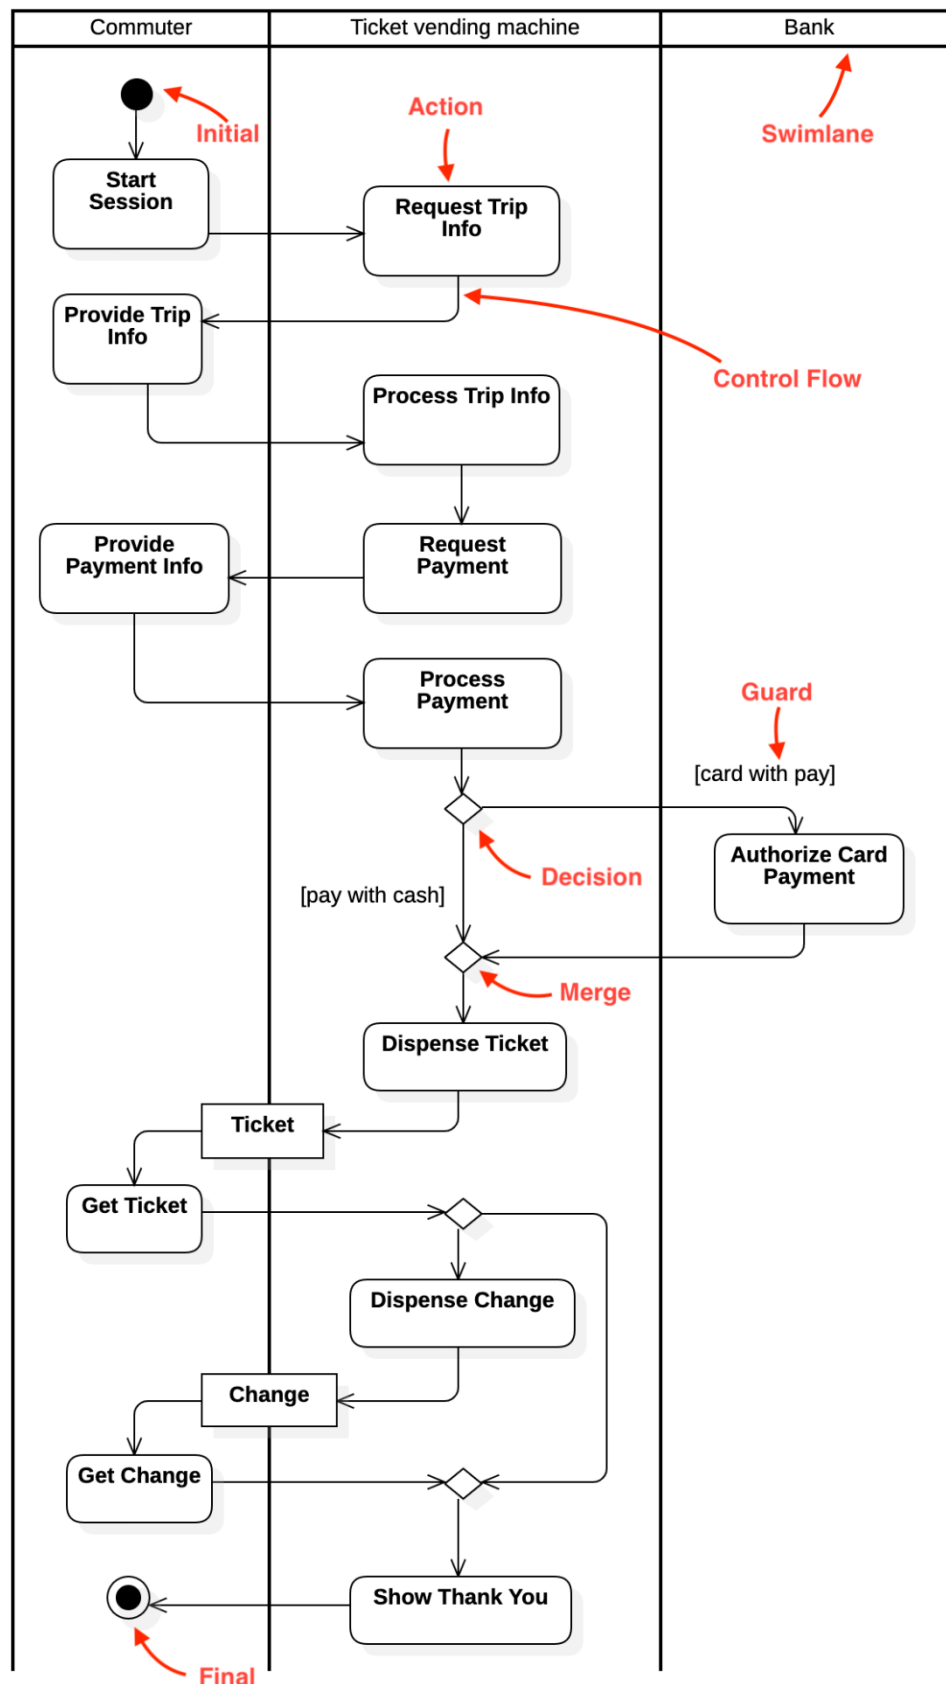 Commuter
Ticket vending machine
Bank
Initial
Action
Swimlane
Start
Session
Request Trip
Info
Provide Trip
Info
Control Flow
Process Trip Info
Provide
Payment Info
Request
Payment
Process
Payment
Guard
[card with pay]
Authorize Card
Payment
Decision
[pay with cash]
Merge
Dispense Ticket
Ticket
Get Ticket
Dispense Change
Change
Get Change
Show Thank You
Final